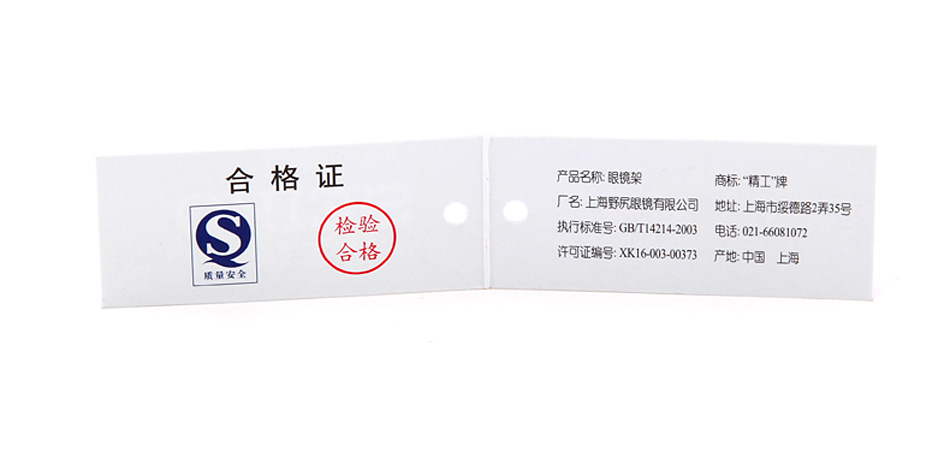 合格证
QS
质量安全
检验
合格
产品名称: 眼镜架
厂名: 上海野尻眼镜有限公司
执行标准号: GB/T14214-2003
许可证编号: XK16-003-00373
商标: “精工”牌
地址: 上海市绥德路2弄35号
电话: 021-66081072
产地: 中国 上海